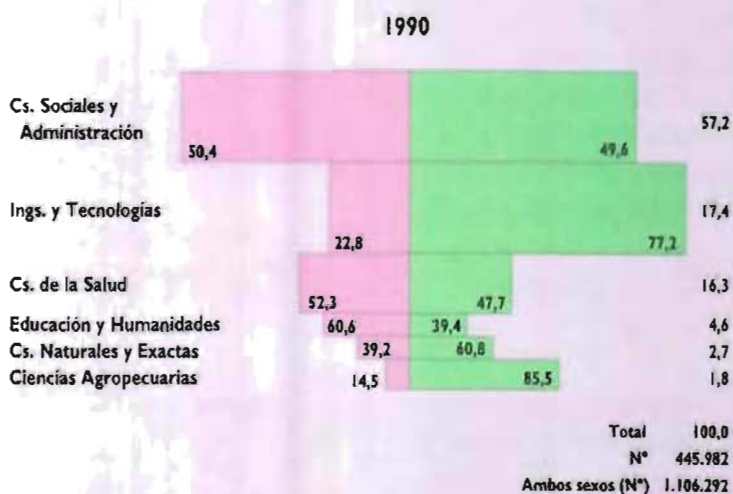 1990
Cs. Sociales y
Administración
50,4
49,6
57,2
Ings. y Tecnologías
22,8
77,2
17,4
Cs. de la Salud
52,3
47,7
16,3
Educación y Humanidades
60,6
39,4
4,6
Cs. Naturales y Exactas
39,2
60,8
2,7
Ciencias Agropecuarias
14,5
85,5
1,8
Total 100,0
N° 445.982
Ambos sexos (N°) 1.106.292